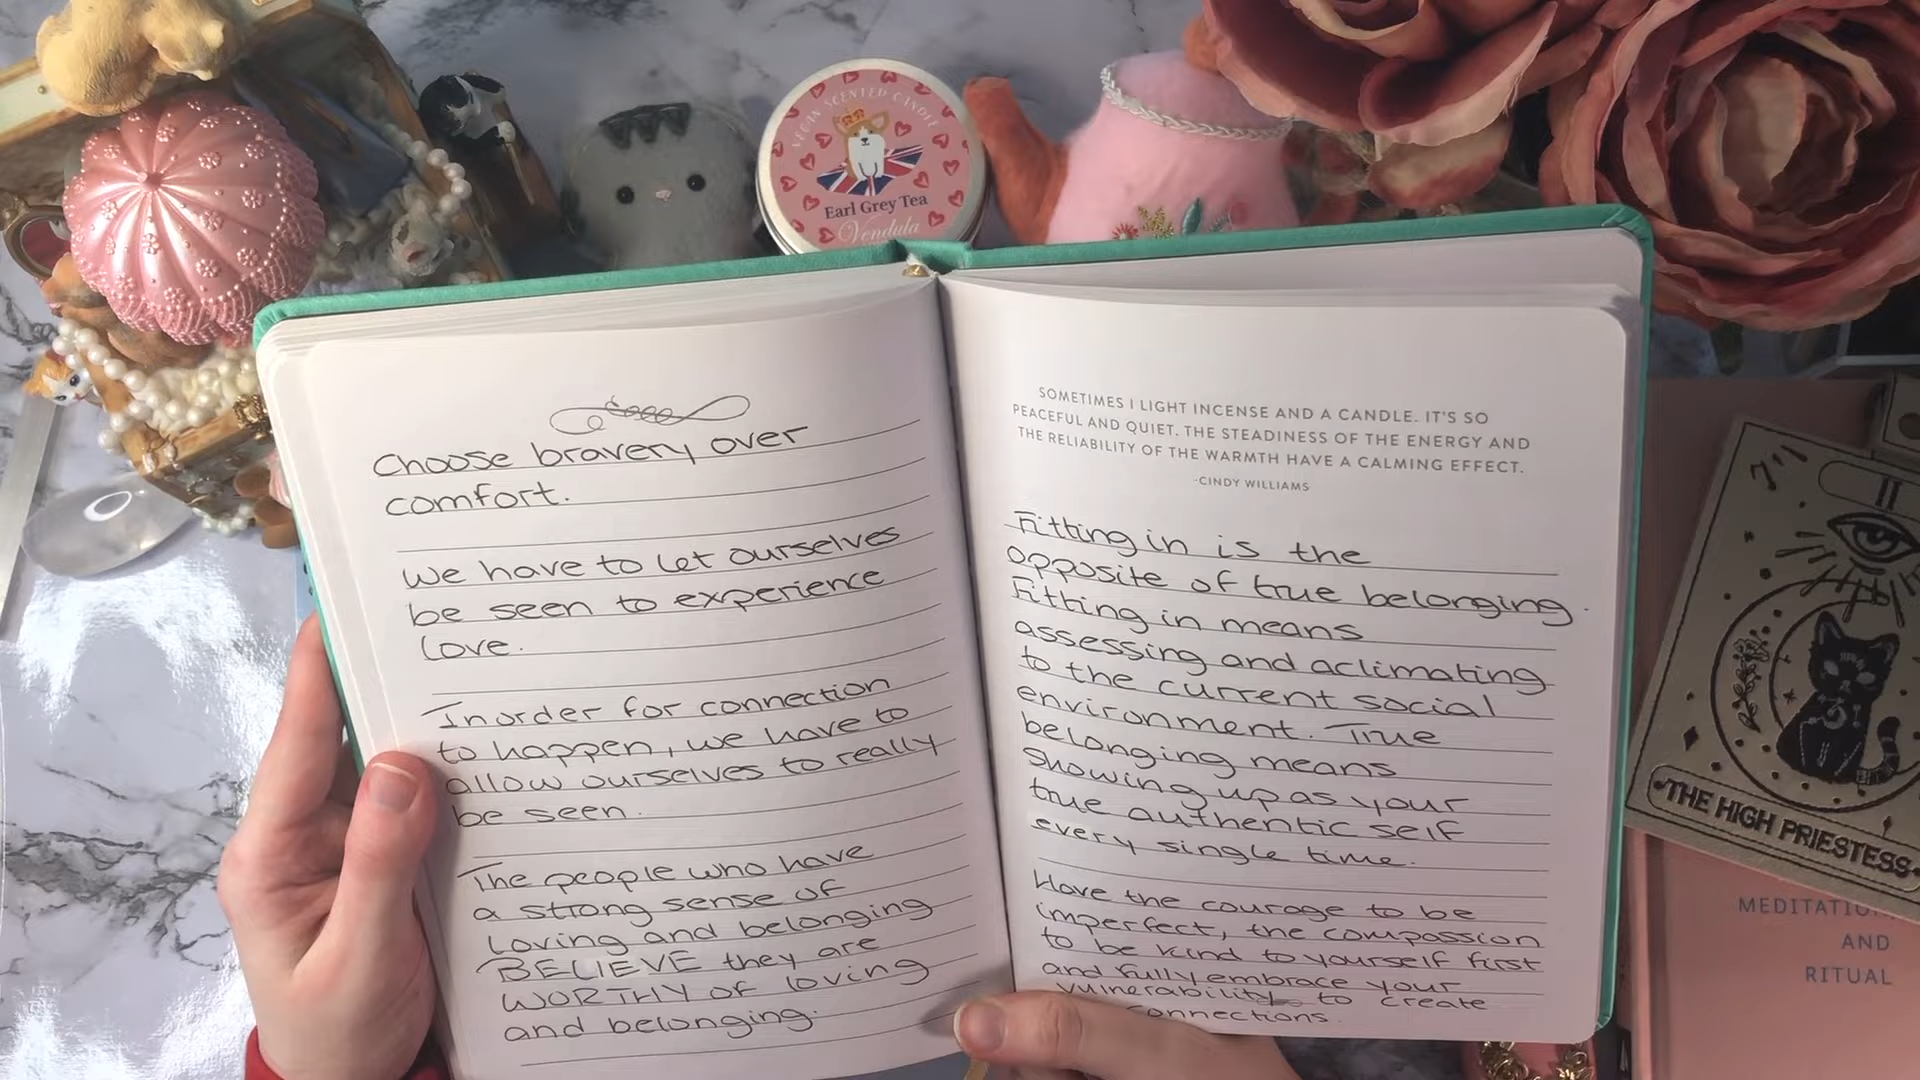 VEGAN SCENTED CANDLE
Earl Grey Tea
Vendula
Choose bravery over
comfort.
We have to let ourselves
be seen to experience
love.
In order for connection
to happen, we have to
allow ourselves to really
be seen.
The people who have
a strong sense of
loving and belonging
BELIEVE they are
WORTHY of loving
and belonging.
SOMETIMES I LIGHT INCENSE AND A CANDLE. IT'S SO
PEACEFUL AND QUIET. THE STEADINESS OF THE ENERGY AND
THE RELIABILITY OF THE WARMTH HAVE A CALMING EFFECT.
-CINDY WILLIAMS
Fitting in is the
opposite of true belonging.
Fitting in means
assessing and aclimating
to the current social
environment. True
belonging means
Showing up as your
true authentic self
every single time.
Have the courage to be
imperfect, the compassion
to be kind to yourself first
and fully embrace your
vulnerability to create
connections.
II
THE HIGH PRIESTESS
MEDITATION
AND
RITUAL